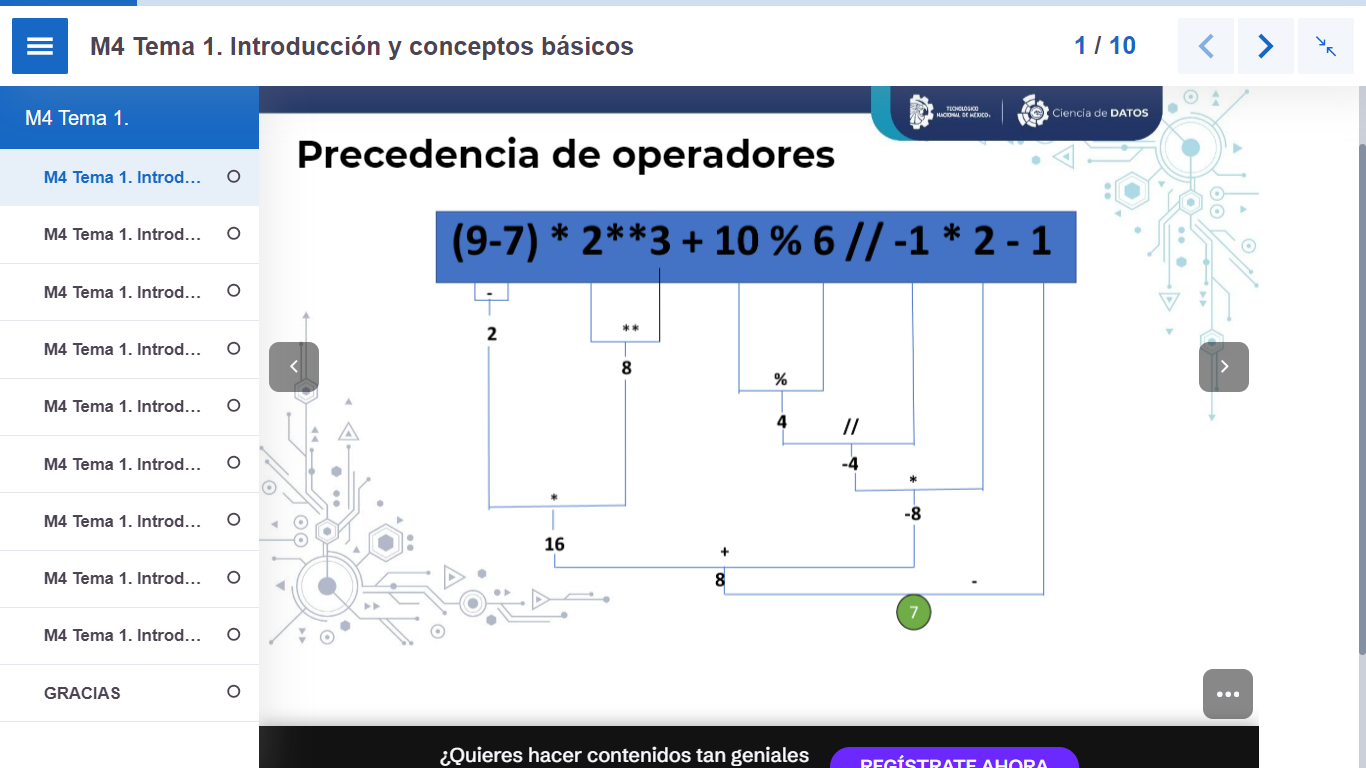 M4 Tema 1. Introducción y conceptos básicos
1 / 10
M4 Tema 1.
M4 Tema 1. Introd...
M4 Tema 1. Introd...
M4 Tema 1. Introd...
M4 Tema 1. Introd...
M4 Tema 1. Introd...
M4 Tema 1. Introd...
M4 Tema 1. Introd...
M4 Tema 1. Introd...
M4 Tema 1. Introd...
GRACIAS
TECNOLÓGICO
NACIONAL DE MÉXICO
Ciencia de DATOS
Precedencia de operadores
(9-7) * 2**3 + 10 % 6 // -1 * 2 - 1
-
2
**
8
%
4
//
-4
*
-8
*
16
+
8
-
7
¿Quieres hacer contenidos tan geniales
REGÍSTRATE AHORA